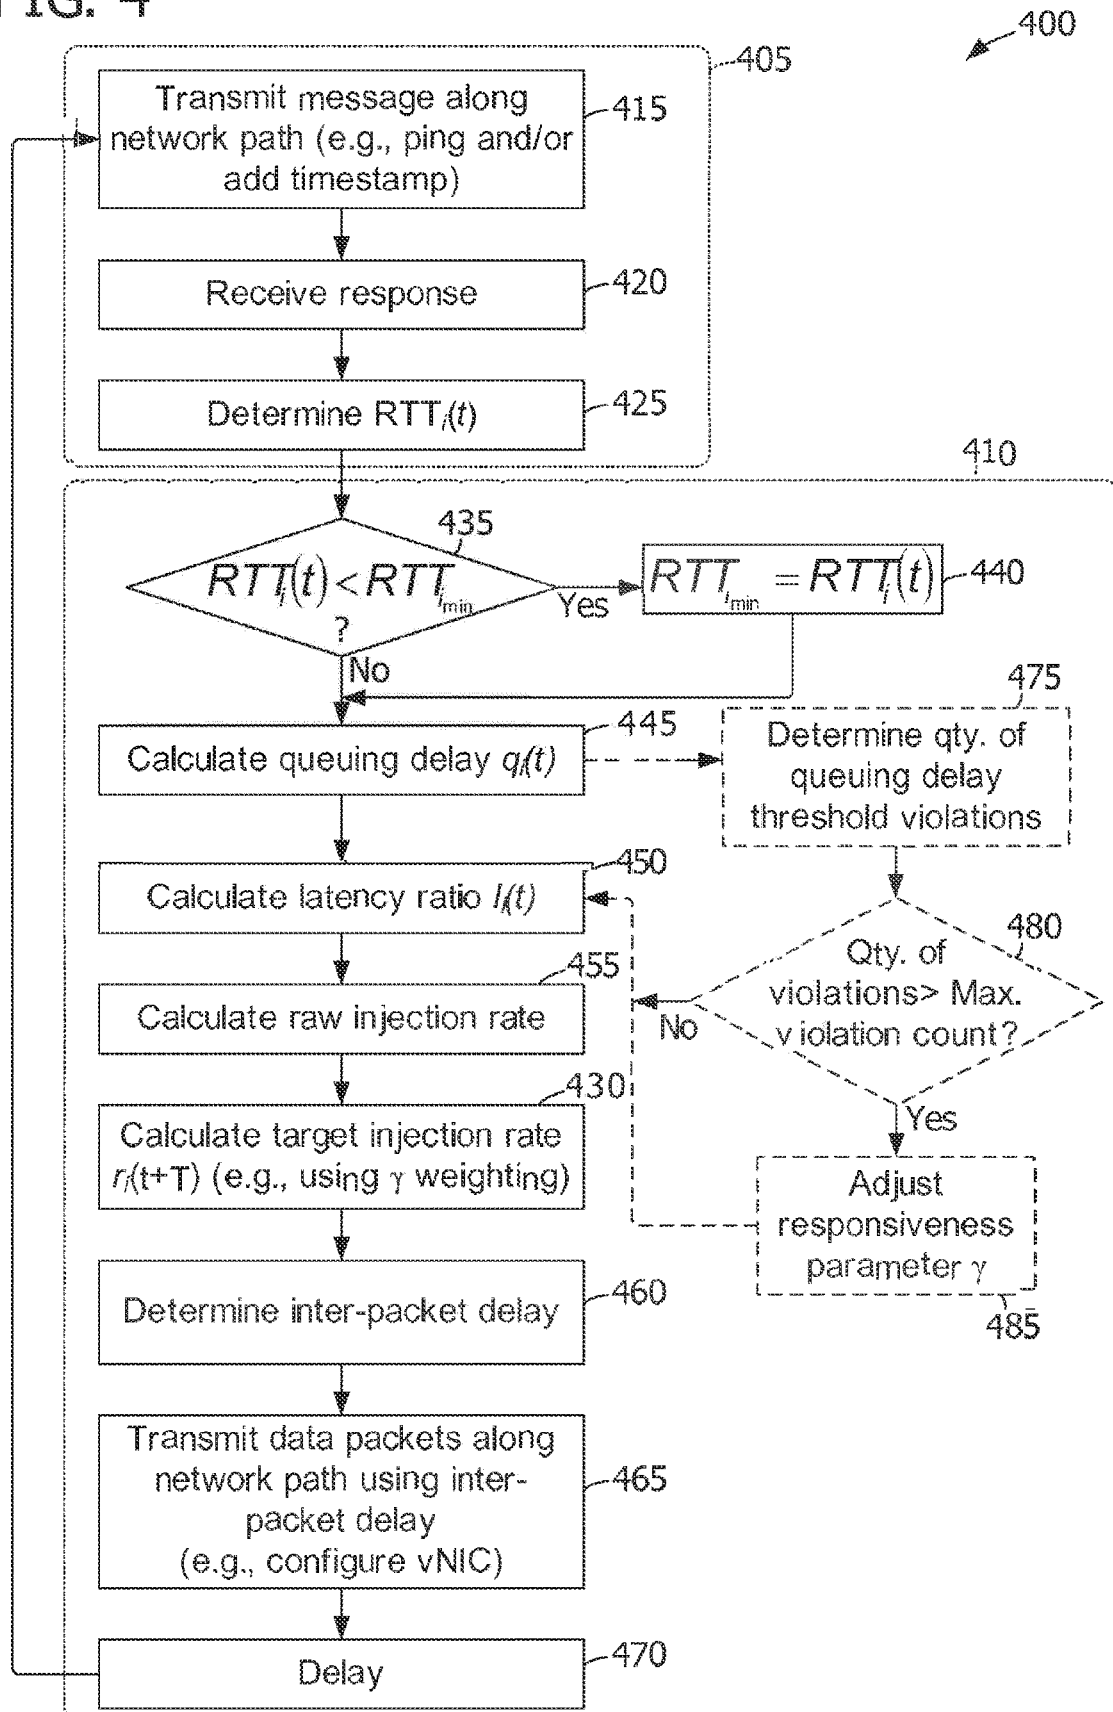 FIG. 4
400
405
Transmit message along
network path (e.g., ping and/or
add timestamp)
415
Receive response
420
Determine RTTi(t)
425
410
435
RTTi(t) < RTTimin
?
Yes
RTTimin = RTTi(t)
440
No
445
Calculate queuing delay qi(t)
475
Determine qty. of
queuing delay
threshold violations
450
Calculate latency ratio li(t)
480
Qty. of
violations> Max.
violation count?
No
Yes
455
Calculate raw injection rate
430
Calculate target injection rate
ri(t+T) (e.g., using γ weighting)
Adjust
responsiveness
parameter γ
485
Determine inter-packet delay
460
Transmit data packets along
network path using inter-
packet delay
(e.g., configure vNIC)
465
Delay
470